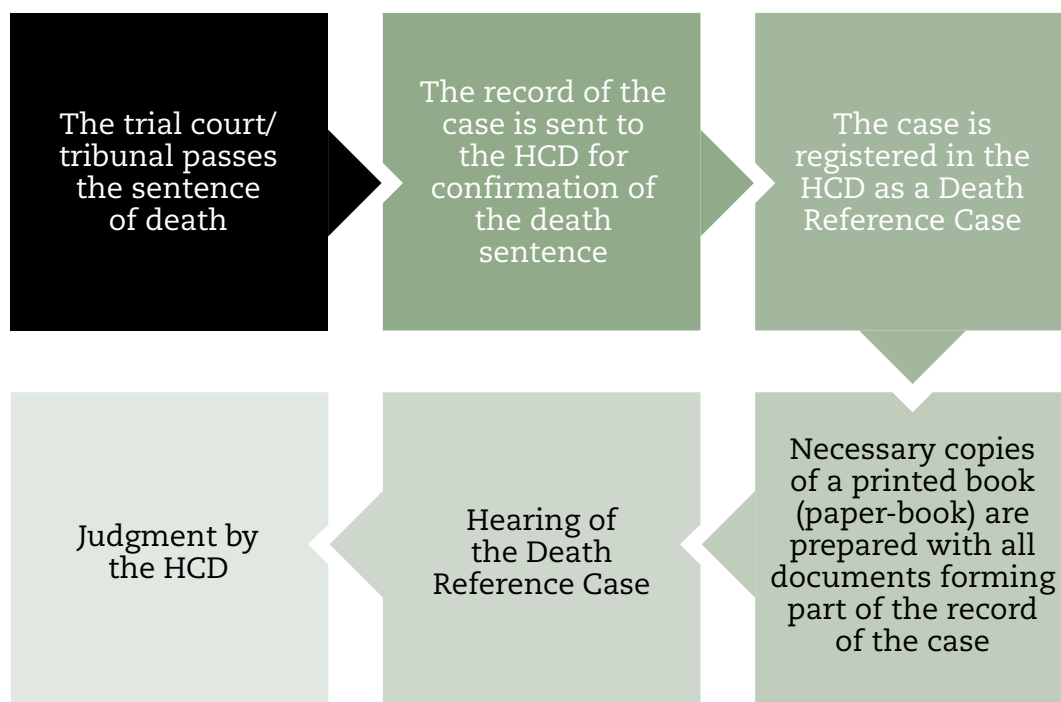 The trial court/
tribunal passes
the sentence
of death
The record of the
case is sent to
the HCD for
confirmation of
the death
sentence
The case is
registered in the
HCD as a Death
Reference Case
Necessary copies
of a printed book
(paper-book) are
prepared with all
documents forming
part of the record
of the case
Hearing of
the Death
Reference Case
Judgment by
the HCD